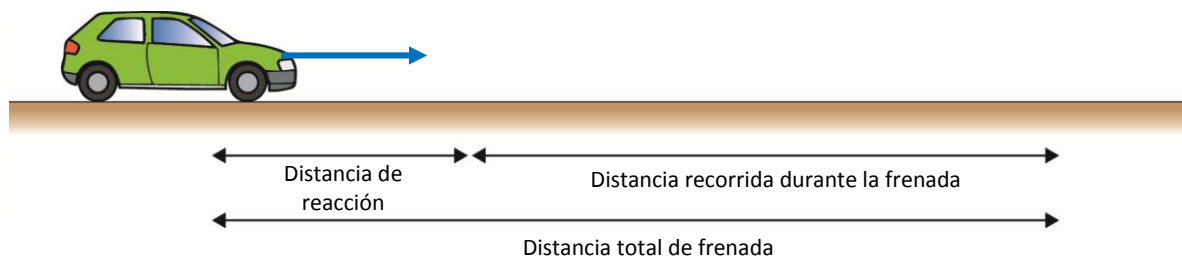 Distancia de
reacción
Distancia recorrida durante la frenada
Distancia total de frenada